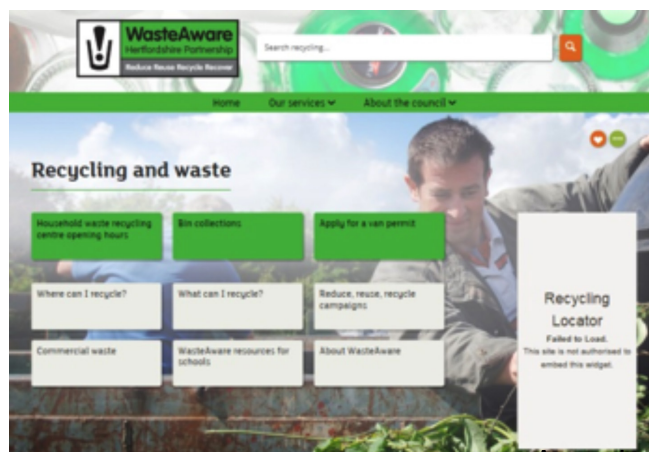 WasteAware
Hertfordshire Partnership
Reduce Reuse Recycle Recover
Search recycling...
Home Our services About the council
Recycling and waste
Household waste recycling
centre opening hours
Bin collections
Apply for a van permit
Where can I recycle?
What can I recycle?
Reduce, reuse, recycle
campaigns
Commercial waste
WasteAware resources for
schools
About WasteAware
Recycling
Locator
Failed to Load.
This site is not authorised to
embed this widget.